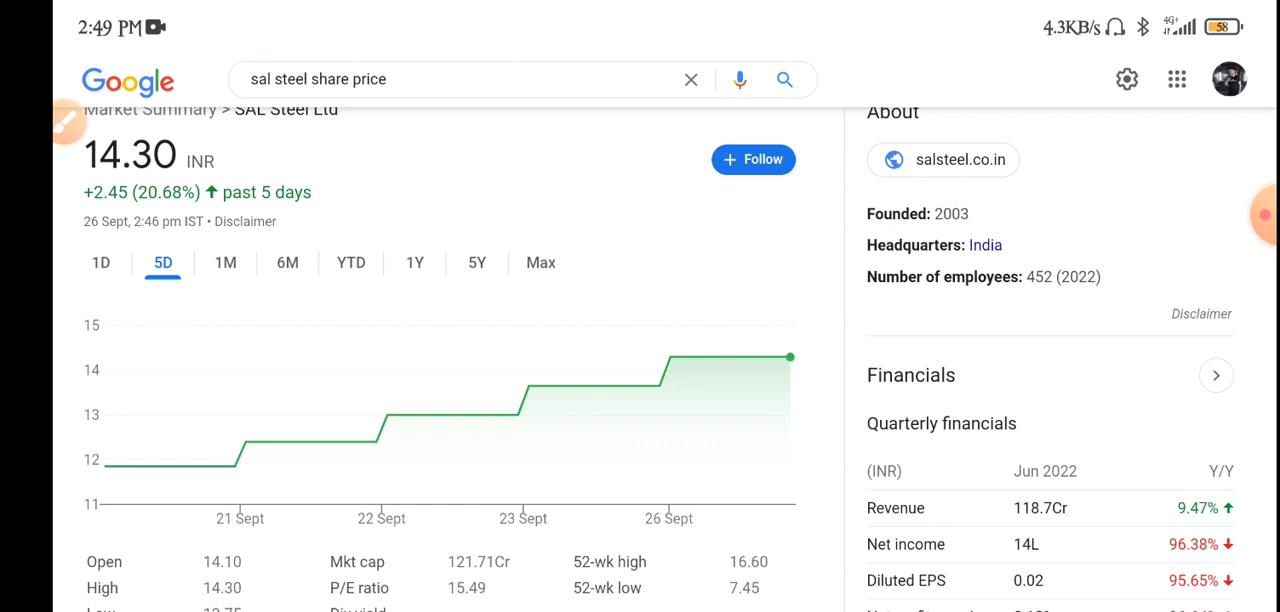 2:49 PM
4.3KB/s 4G+ 58
Google
sal steel share price
Market Summary > SAL Steel Ltd
14.30 INR
+ Follow
+2.45 (20.68%) ↑ past 5 days
26 Sept, 2:46 pm IST • Disclaimer
1D 5D 1M 6M YTD 1Y 5Y Max
15
14
13
12
11
21 Sept 22 Sept 23 Sept 26 Sept
Open 14.10 Mkt cap 121.71Cr 52-wk high 16.60
High 14.30 P/E ratio 15.49 52-wk low 7.45
About
salsteel.co.in
Founded: 2003
Headquarters: India
Number of employees: 452 (2022)
Disclaimer
Financials
Quarterly financials
(INR) Jun 2022 Y/Y
Revenue 118.7Cr 9.47% ↑
Net income 14L 96.38% ↓
Diluted EPS 0.02 95.65% ↓